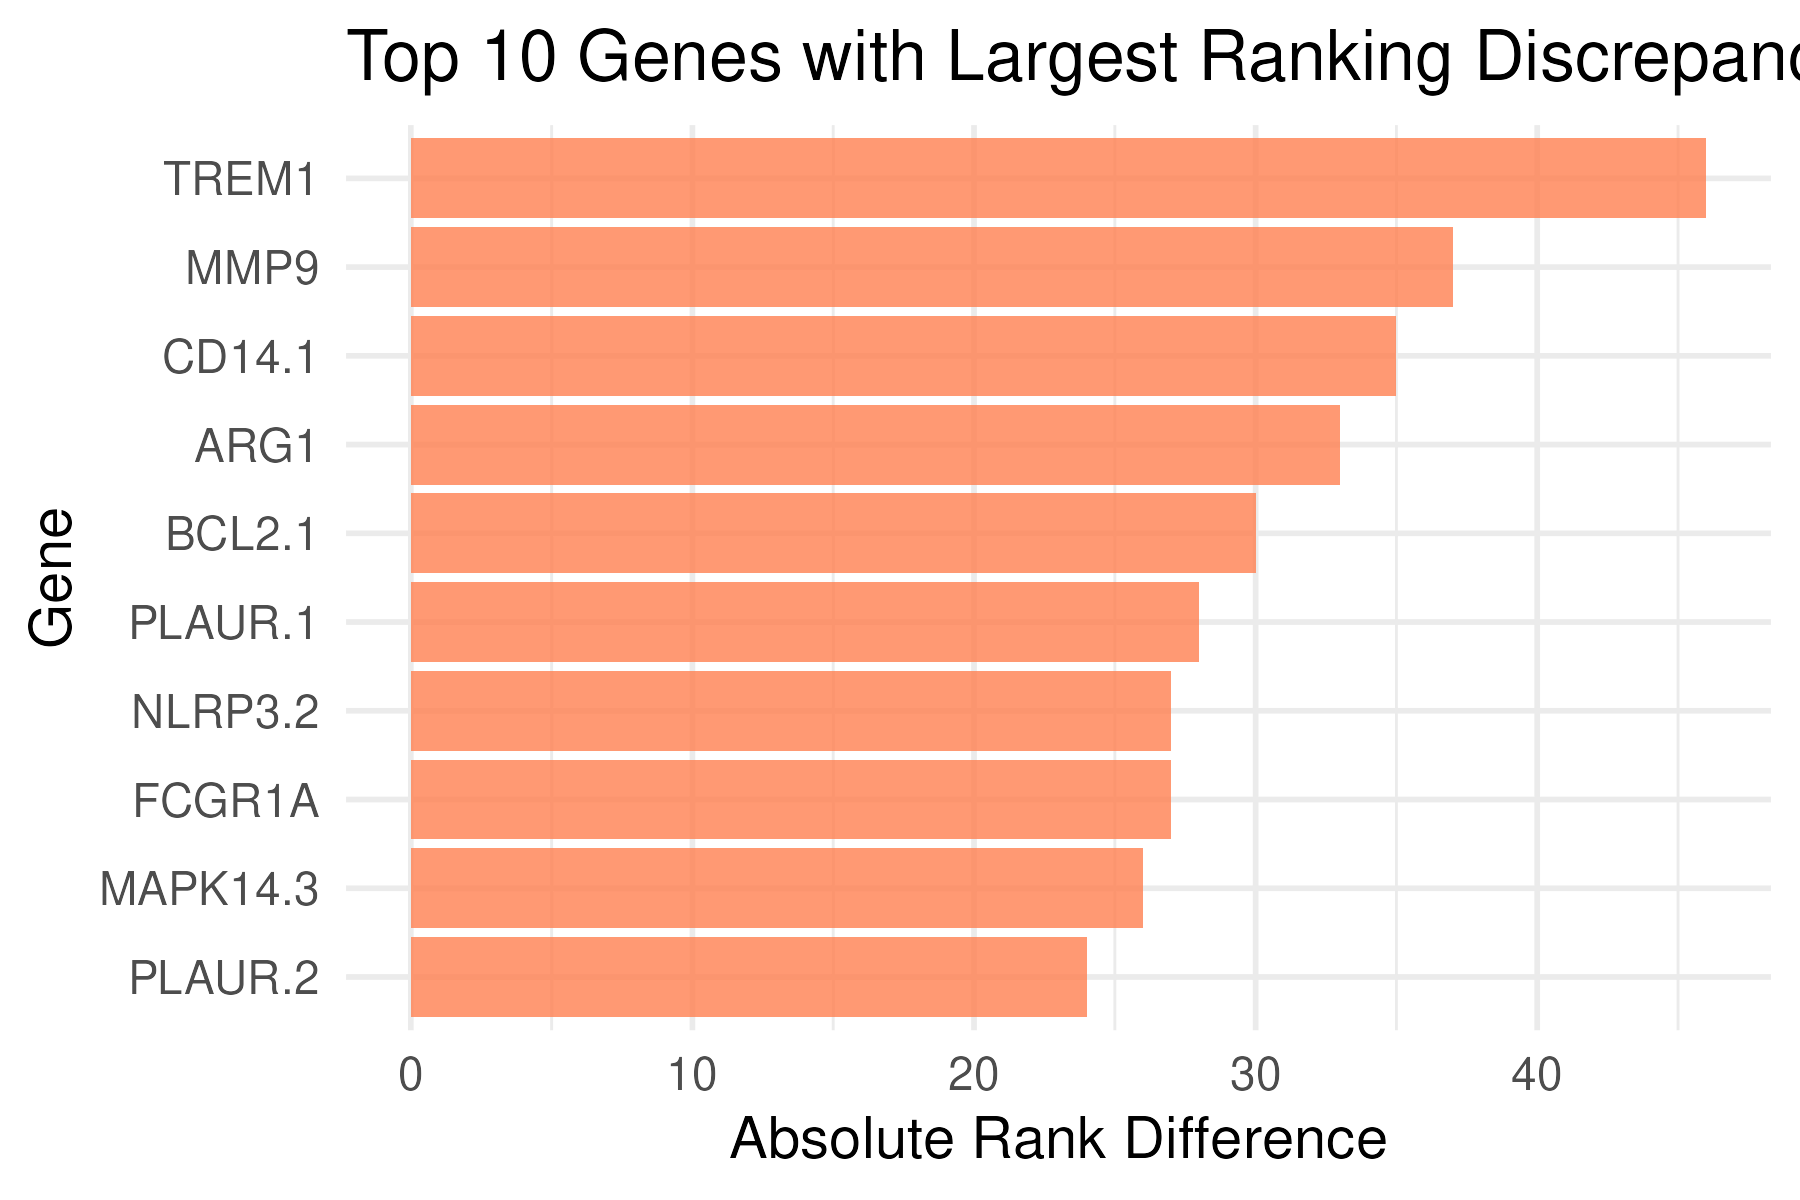 Top 10 Genes with Largest Ranking Discrepanc
TREM1
MMP9
CD14.1
ARG1
BCL2.1
PLAUR.1
NLRP3.2
FCGR1A
MAPK14.3
PLAUR.2
Gene
0 10 20 30 40
Absolute Rank Difference